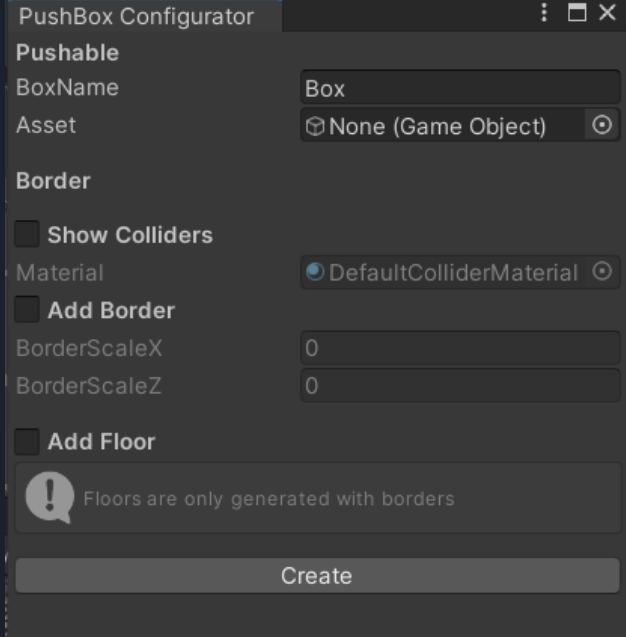 PushBox Configurator
Pushable
BoxName Box
Asset None (Game Object)
Border
Show Colliders
Material DefaultColliderMaterial
Add Border
BorderScaleX 0
BorderScaleZ 0
Add Floor
Floors are only generated with borders
Create